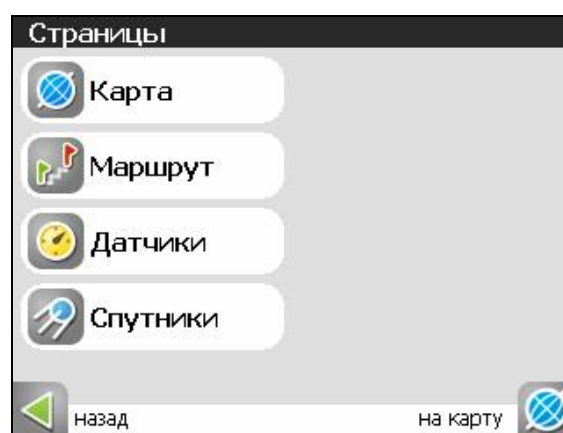 Страницы
Карта
Маршрут
Датчики
Спутники
назад на карту